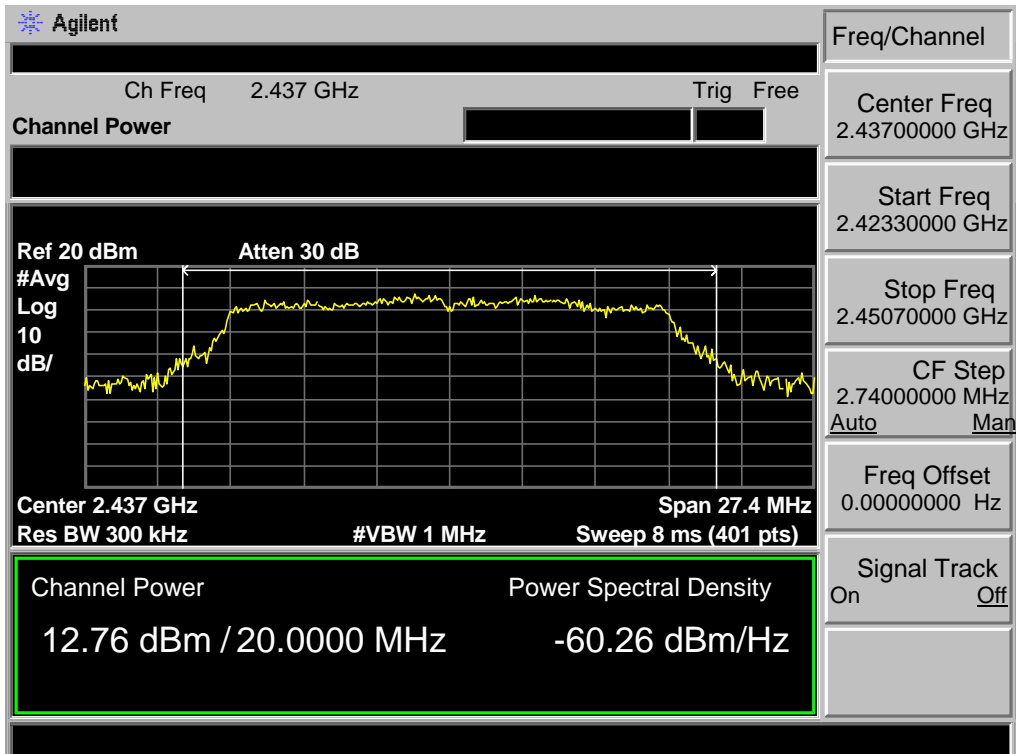 Agilent
Ch Freq 2.437 GHz Trig Free
Channel Power
Ref 20 dBm Atten 30 dB
#Avg
Log
10
dB/
Center 2.437 GHz Span 27.4 MHz
Res BW 300 kHz #VBW 1 MHz Sweep 8 ms (401 pts)
Channel Power Power Spectral Density
12.76 dBm / 20.0000 MHz -60.26 dBm/Hz
Freq/Channel
Center Freq
2.43700000 GHz
Start Freq
2.42330000 GHz
Stop Freq
2.45070000 GHz
CF Step
2.74000000 MHz
Auto Man
Freq Offset
0.00000000 Hz
Signal Track
On Off